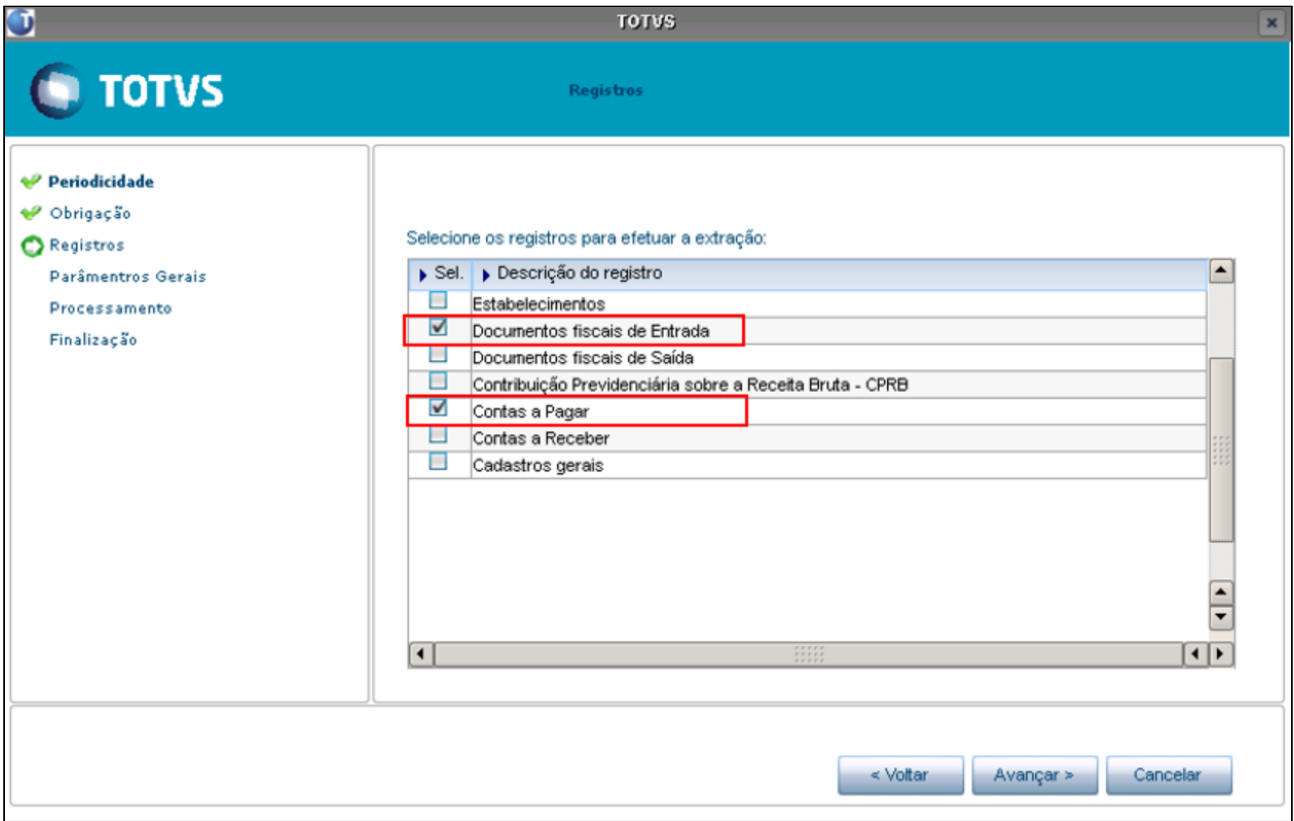 TOTVS
TOTVS
Registros
Periodicidade
Obrigação
Registros
Parâmentros Gerais
Processamento
Finalização
Selecione os registros para efetuar a extração:
Sel. Descrição do registro
Estabelecimentos
Documentos fiscais de Entrada
Documentos fiscais de Saída
Contribuição Previdenciária sobre a Receita Bruta - CPRB
Contas a Pagar
Contas a Receber
Cadastros gerais
< Voltar Avançar > Cancelar